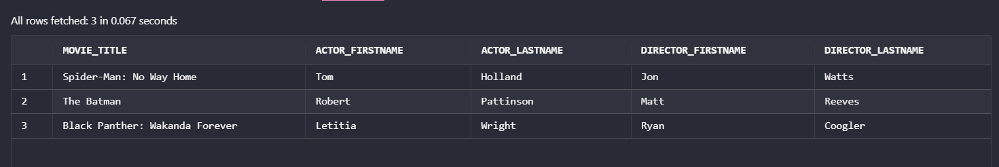 All rows fetched: 3 in 0.067 seconds
MOVIE_TITLE ACTOR_FIRSTNAME ACTOR_LASTNAME DIRECTOR_FIRSTNAME DIRECTOR_LASTNAME
1 Spider-Man: No Way Home Tom Holland Jon Watts
2 The Batman Robert Pattinson Matt Reeves
3 Black Panther: Wakanda Forever Letitia Wright Ryan Coogler